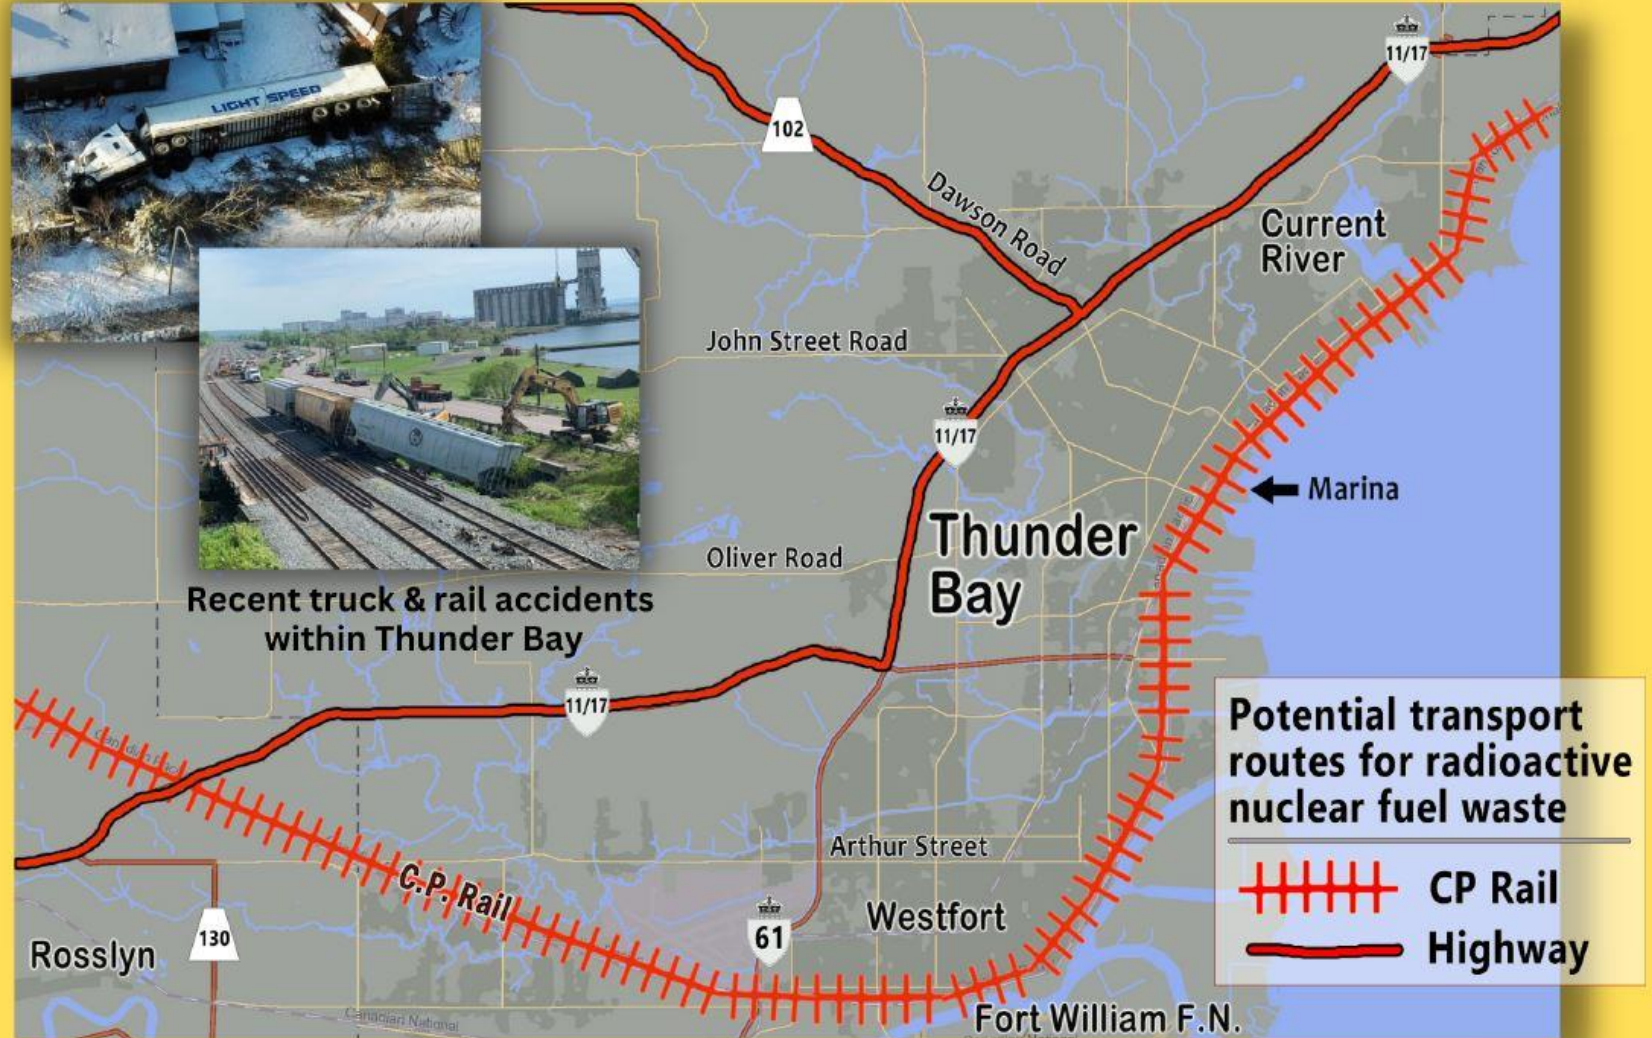 LIGHT SPEED
Recent truck & rail accidents
within Thunder Bay
102
11/17
Dawson Road
Current
River
John Street Road
11/17
Marina
Thunder
Bay
Oliver Road
11/17
Canadian Pacific
C.P. Rail
Arthur Street
61
Westfort
130
Rosslyn
Canadian National
Fort William F.N.
Potential transport
routes for radioactive
nuclear fuel waste
CP Rail
Highway